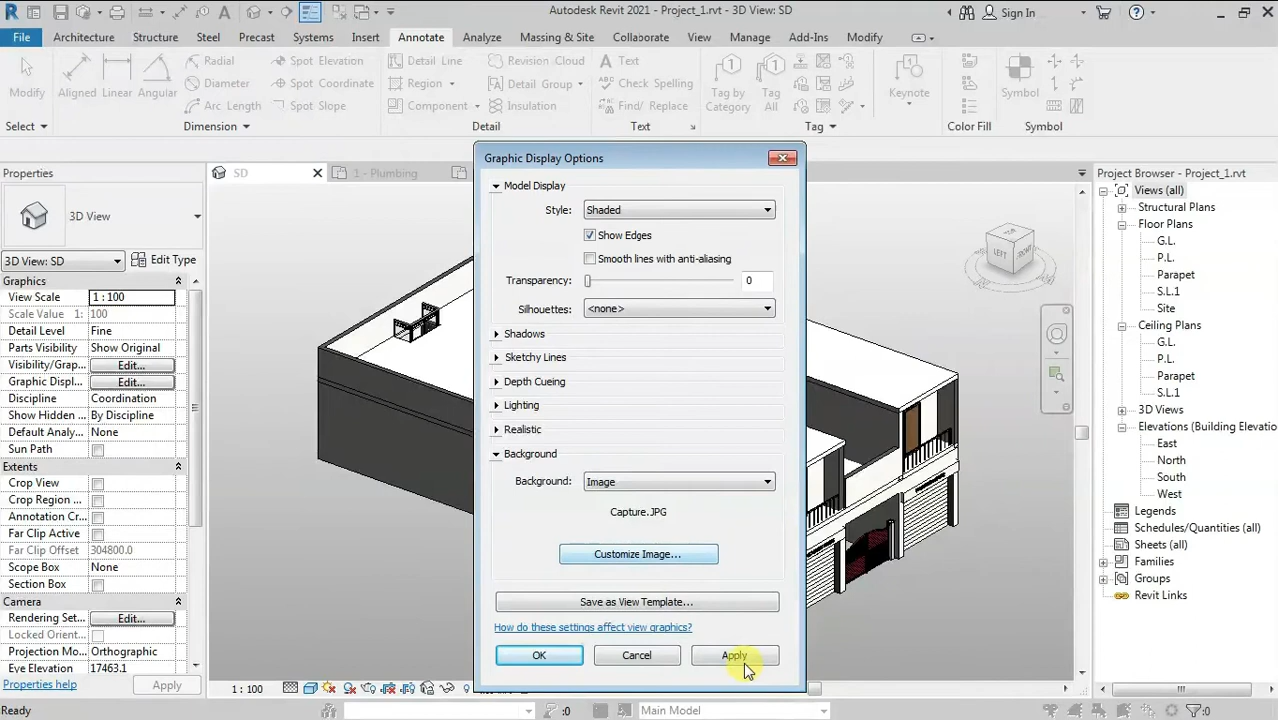 Autodesk Revit 2021 - Project_1.rvt - 3D View: SD
Sign In
File Architecture Structure Steel Precast Systems Insert Annotate Analyze Massing & Site Collaborate View Manage Add-Ins Modify
Modify
Aligned Linear Angular
Radial
Diameter
Arc Length
Spot Elevation
Spot Coordinate
Spot Slope
Detail Line
Region
Component
Revision Cloud
Detail Group
Insulation
Text
Check Spelling
Find/ Replace
Tag by Category
Tag All
Keynote
Symbol
Select Dimension Detail Text Tag Color Fill Symbol
Properties
3D View
3D View: SD Edit Type
Graphics
View Scale 1 : 100
Scale Value 1: 100
Detail Level Fine
Parts Visibility Show Original
Visibility/Grap... Edit...
Graphic Displ... Edit...
Discipline Coordination
Show Hidden ... By Discipline
Default Analy... None
Sun Path
Extents
Crop View
Crop Region ...
Annotation Cr...
Far Clip Active
Far Clip Offset 304800.0
Scope Box None
Section Box
Camera
Rendering Set... Edit...
Locked Orient...
Projection Mo... Orthographic
Eye Elevation 17463.1
Properties help Apply
SD
1 - Plumbing
Graphic Display Options
Model Display
Style: Shaded
Show Edges
Smooth lines with anti-aliasing
Transparency: 0
Silhouettes: <none>
Shadows
Sketchy Lines
Depth Cueing
Lighting
Realistic
Background
Background: Image
Capture.JPG
Customize Image...
Save as View Template...
How do these settings affect view graphics?
OK Cancel Apply
LEFT FRONT
Project Browser - Project_1.rvt
Views (all)
Structural Plans
Floor Plans
G.L.
P.L.
Parapet
S.L.1
Site
Ceiling Plans
G.L.
P.L.
Parapet
S.L.1
3D Views
Elevations (Building Elevatio
East
North
South
West
Legends
Schedules/Quantities (all)
Sheets (all)
Families
Groups
Revit Links
1 : 100
Ready
:0
Main Model
:0